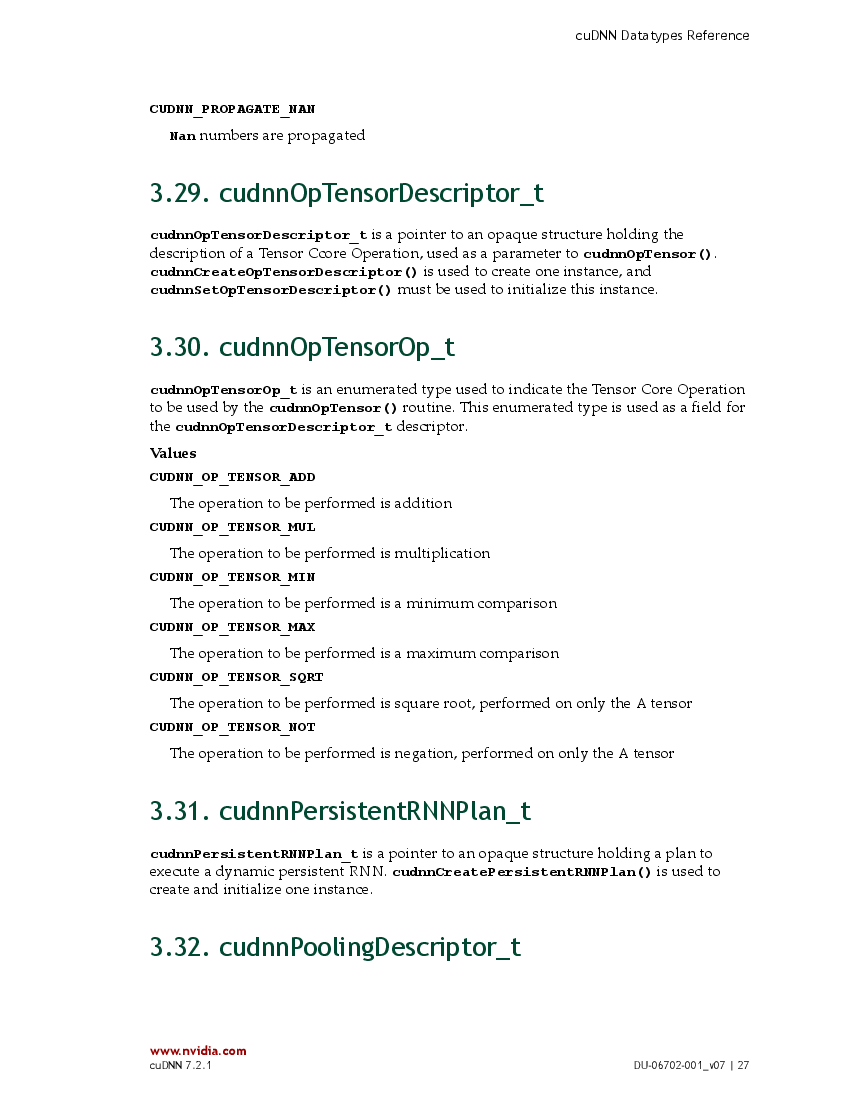 cuDNN Datatypes Reference
CUDNN_PROPAGATE_NAN
Nan numbers are propagated
3.29. cudnnOpTensorDescriptor_t
cudnnOpTensorDescriptor_t is a pointer to an opaque structure holding the
description of a Tensor Ccore Operation, used as a parameter to cudnnOpTensor().
cudnnCreateOpTensorDescriptor() is used to create one instance, and
cudnnSetOpTensorDescriptor() must be used to initialize this instance.
3.30. cudnnOpTensorOp_t
cudnnOpTensorOp_t is an enumerated type used to indicate the Tensor Core Operation
to be used by the cudnnOpTensor() routine. This enumerated type is used as a field for
the cudnnOpTensorDescriptor_t descriptor.
Values
CUDNN_OP_TENSOR_ADD
The operation to be performed is addition
CUDNN_OP_TENSOR_MUL
The operation to be performed is multiplication
CUDNN_OP_TENSOR_MIN
The operation to be performed is a minimum comparison
CUDNN_OP_TENSOR_MAX
The operation to be performed is a maximum comparison
CUDNN_OP_TENSOR_SQRT
The operation to be performed is square root, performed on only the A tensor
CUDNN_OP_TENSOR_NOT
The operation to be performed is negation, performed on only the A tensor
3.31. cudnnPersistentRNNPlan_t
cudnnPersistentRNNPlan_t is a pointer to an opaque structure holding a plan to
execute a dynamic persistent RNN. cudnnCreatePersistentRNNPlan() is used to
create and initialize one instance.
3.32. cudnnPoolingDescriptor_t
www.nvidia.com
cuDNN 7.2.1
DU-06702-001_v07 | 27